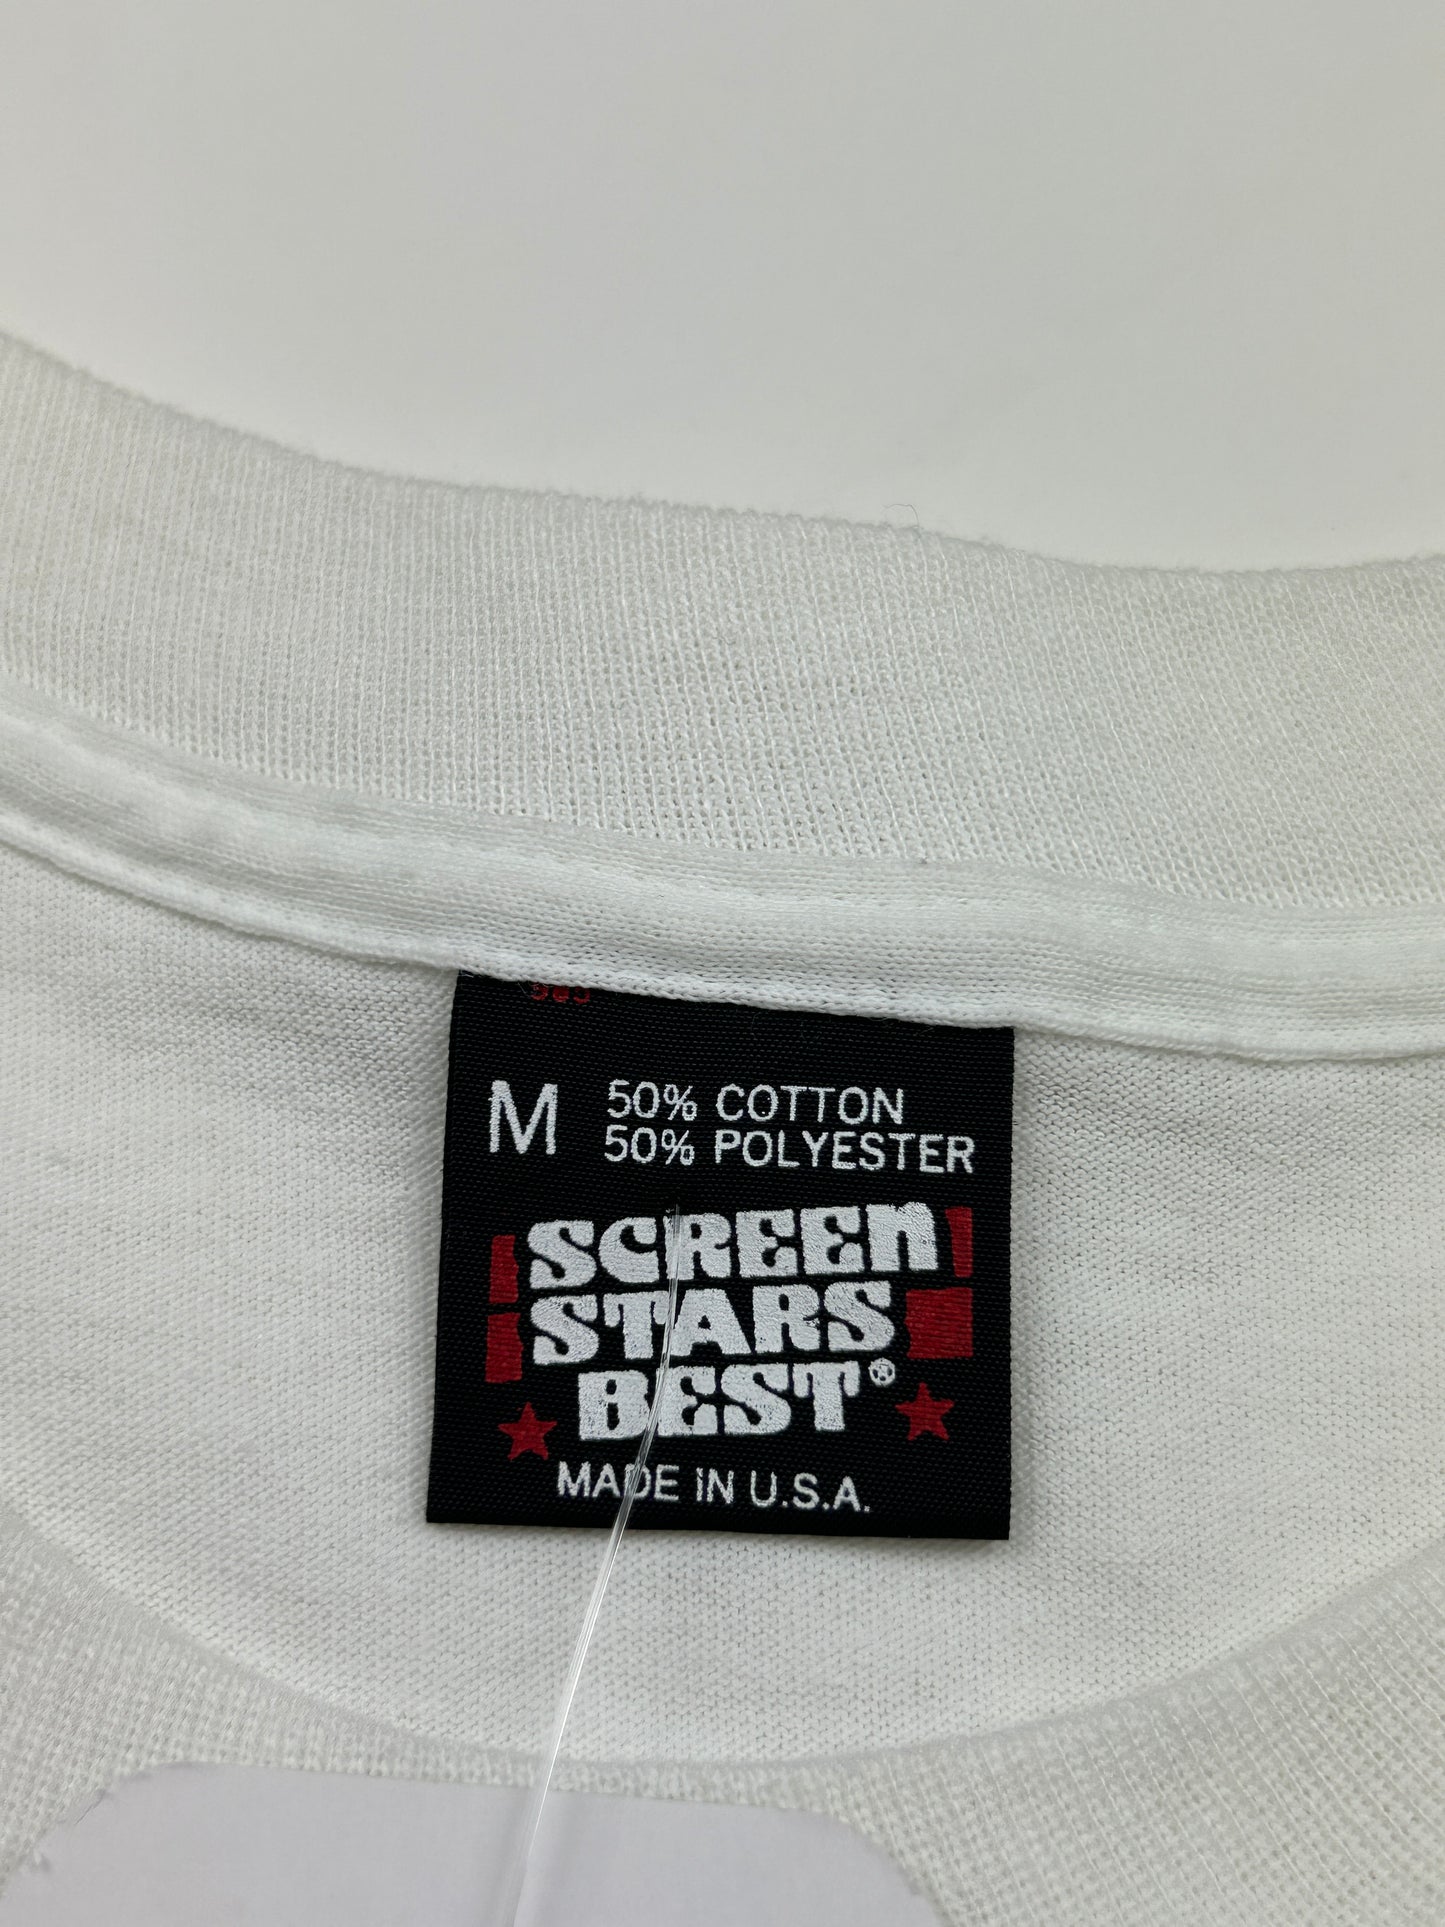 M 50% COTTON
50% POLYESTER
SCREEn
STARS
BEST®
MADE IN U.S.A.